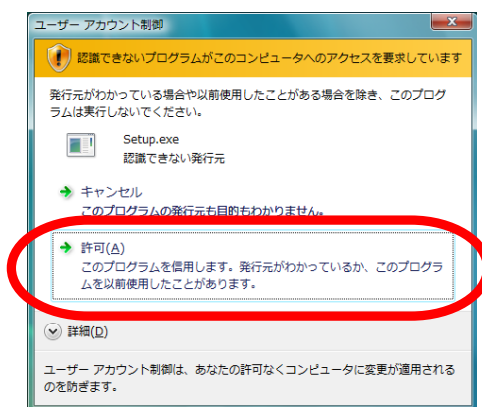 ユーザー アカウント制御
認識できないプログラムがこのコンピュータへのアクセスを要求しています
発行元がわかっている場合や以前使用したことがある場合を除き、このプログ
ラムは実行しないでください。
Setup.exe
認識できない発行元
キャンセル
このプログラムの発行元も目的もわかりません。
許可(A)
このプログラムを信用します。発行元がわかっているか、このプログラ
ムを以前使用したことがあります。
詳細(D)
ユーザー アカウント制御は、あなたの許可なくコンピュータに変更が適用される
のを防ぎます。